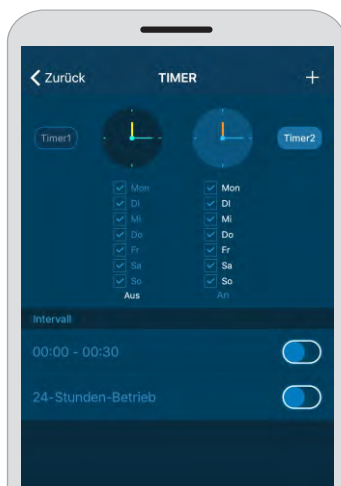 Zurück TIMER +
Timer1 Timer2
Mon Mon
DI DI
Mi Mi
Do Do
Fr Fr
Sa Sa
So So
Aus An
Intervall
00:00 - 00:30
24-Stunden-Betrieb